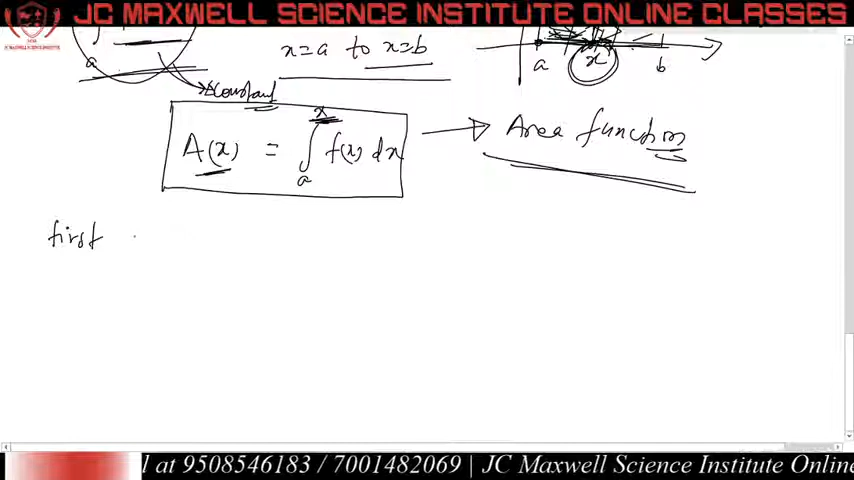 JC MAXWELL SCIENCE INSTITUTE ONLINE CLASSES
a
x=a to x=b
a x b
constant
A(x) = ∫ₐˣ f(x) dx → Area function
first
l at 9508546183 / 7001482069 | JC Maxwell Science Institute Online